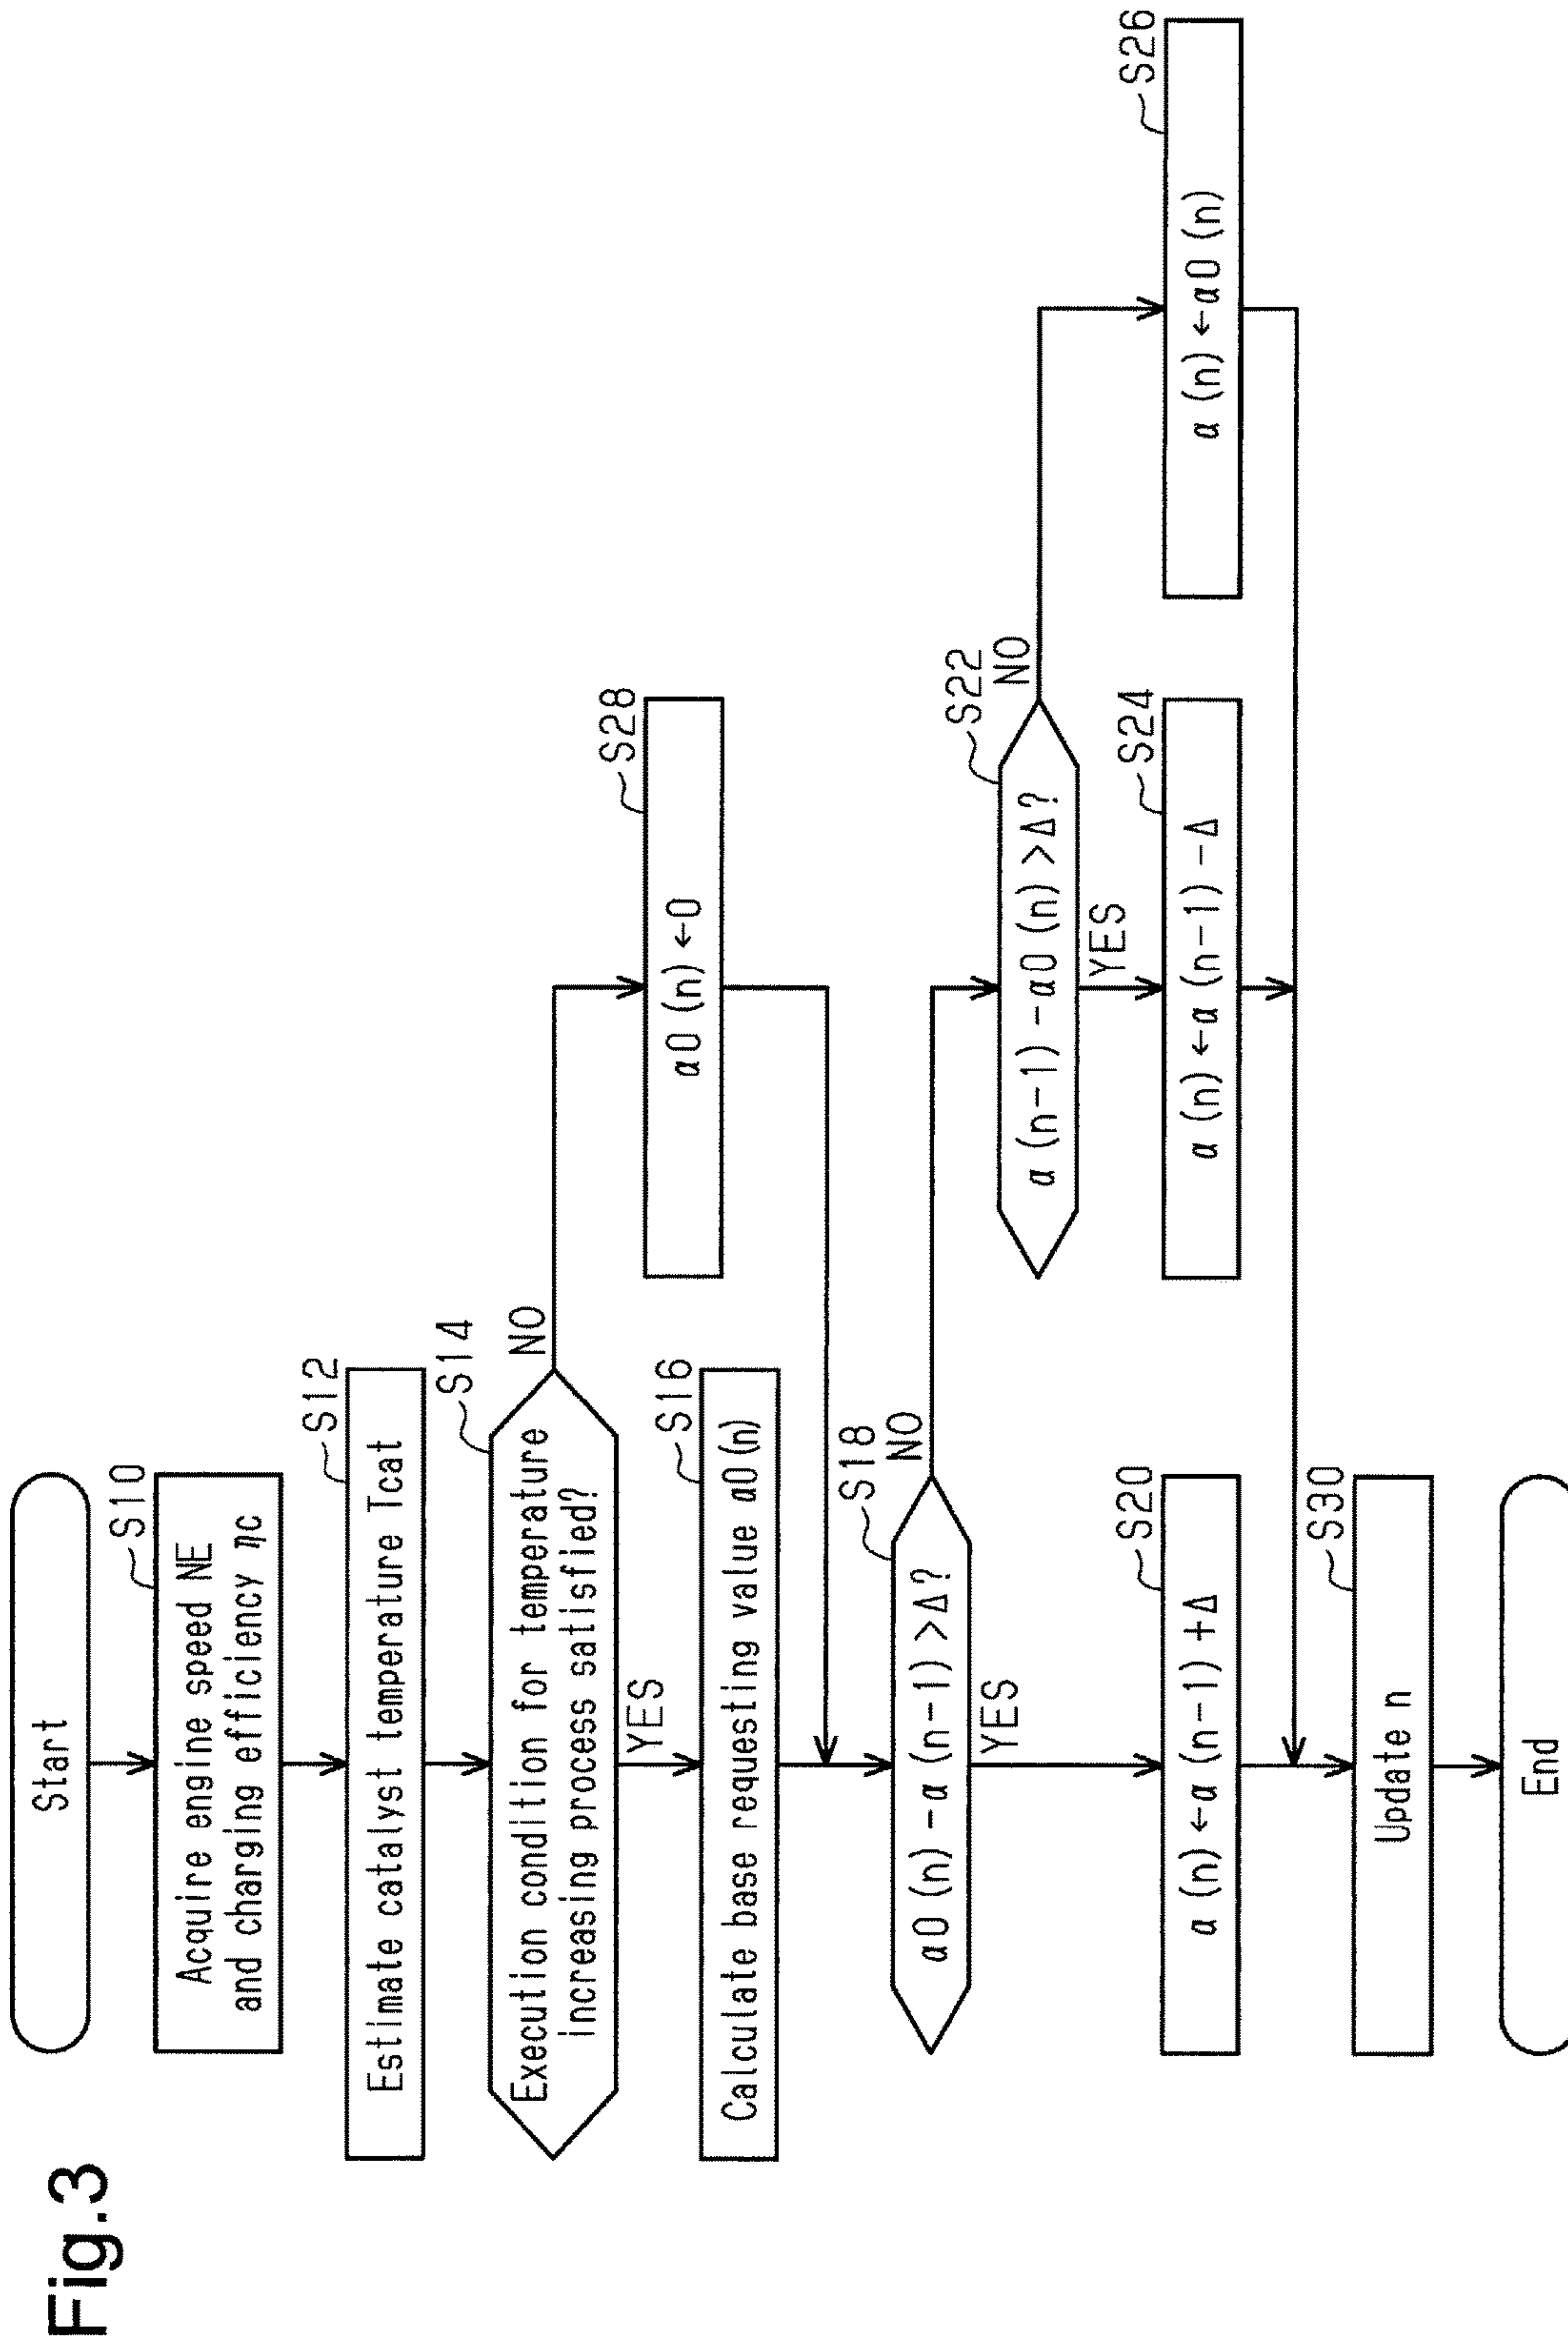 Fig.3
Start
S10
Acquire engine speed NE
and charging efficiency ηc
S12
Estimate catalyst temperature Tcat
S14
Execution condition for temperature
increasing process satisfied?
NO
YES
S28
α0(n)←0
S16
Calculate base requesting value α0(n)
S18
α0(n)-α(n-1)>Δ?
NO
YES
S22
α(n-1)-α0(n)>Δ?
NO
YES
S20
α(n)←α(n-1)+Δ
S24
α(n)←α(n-1)-Δ
S26
α(n)←α0(n)
S30
Update n
End